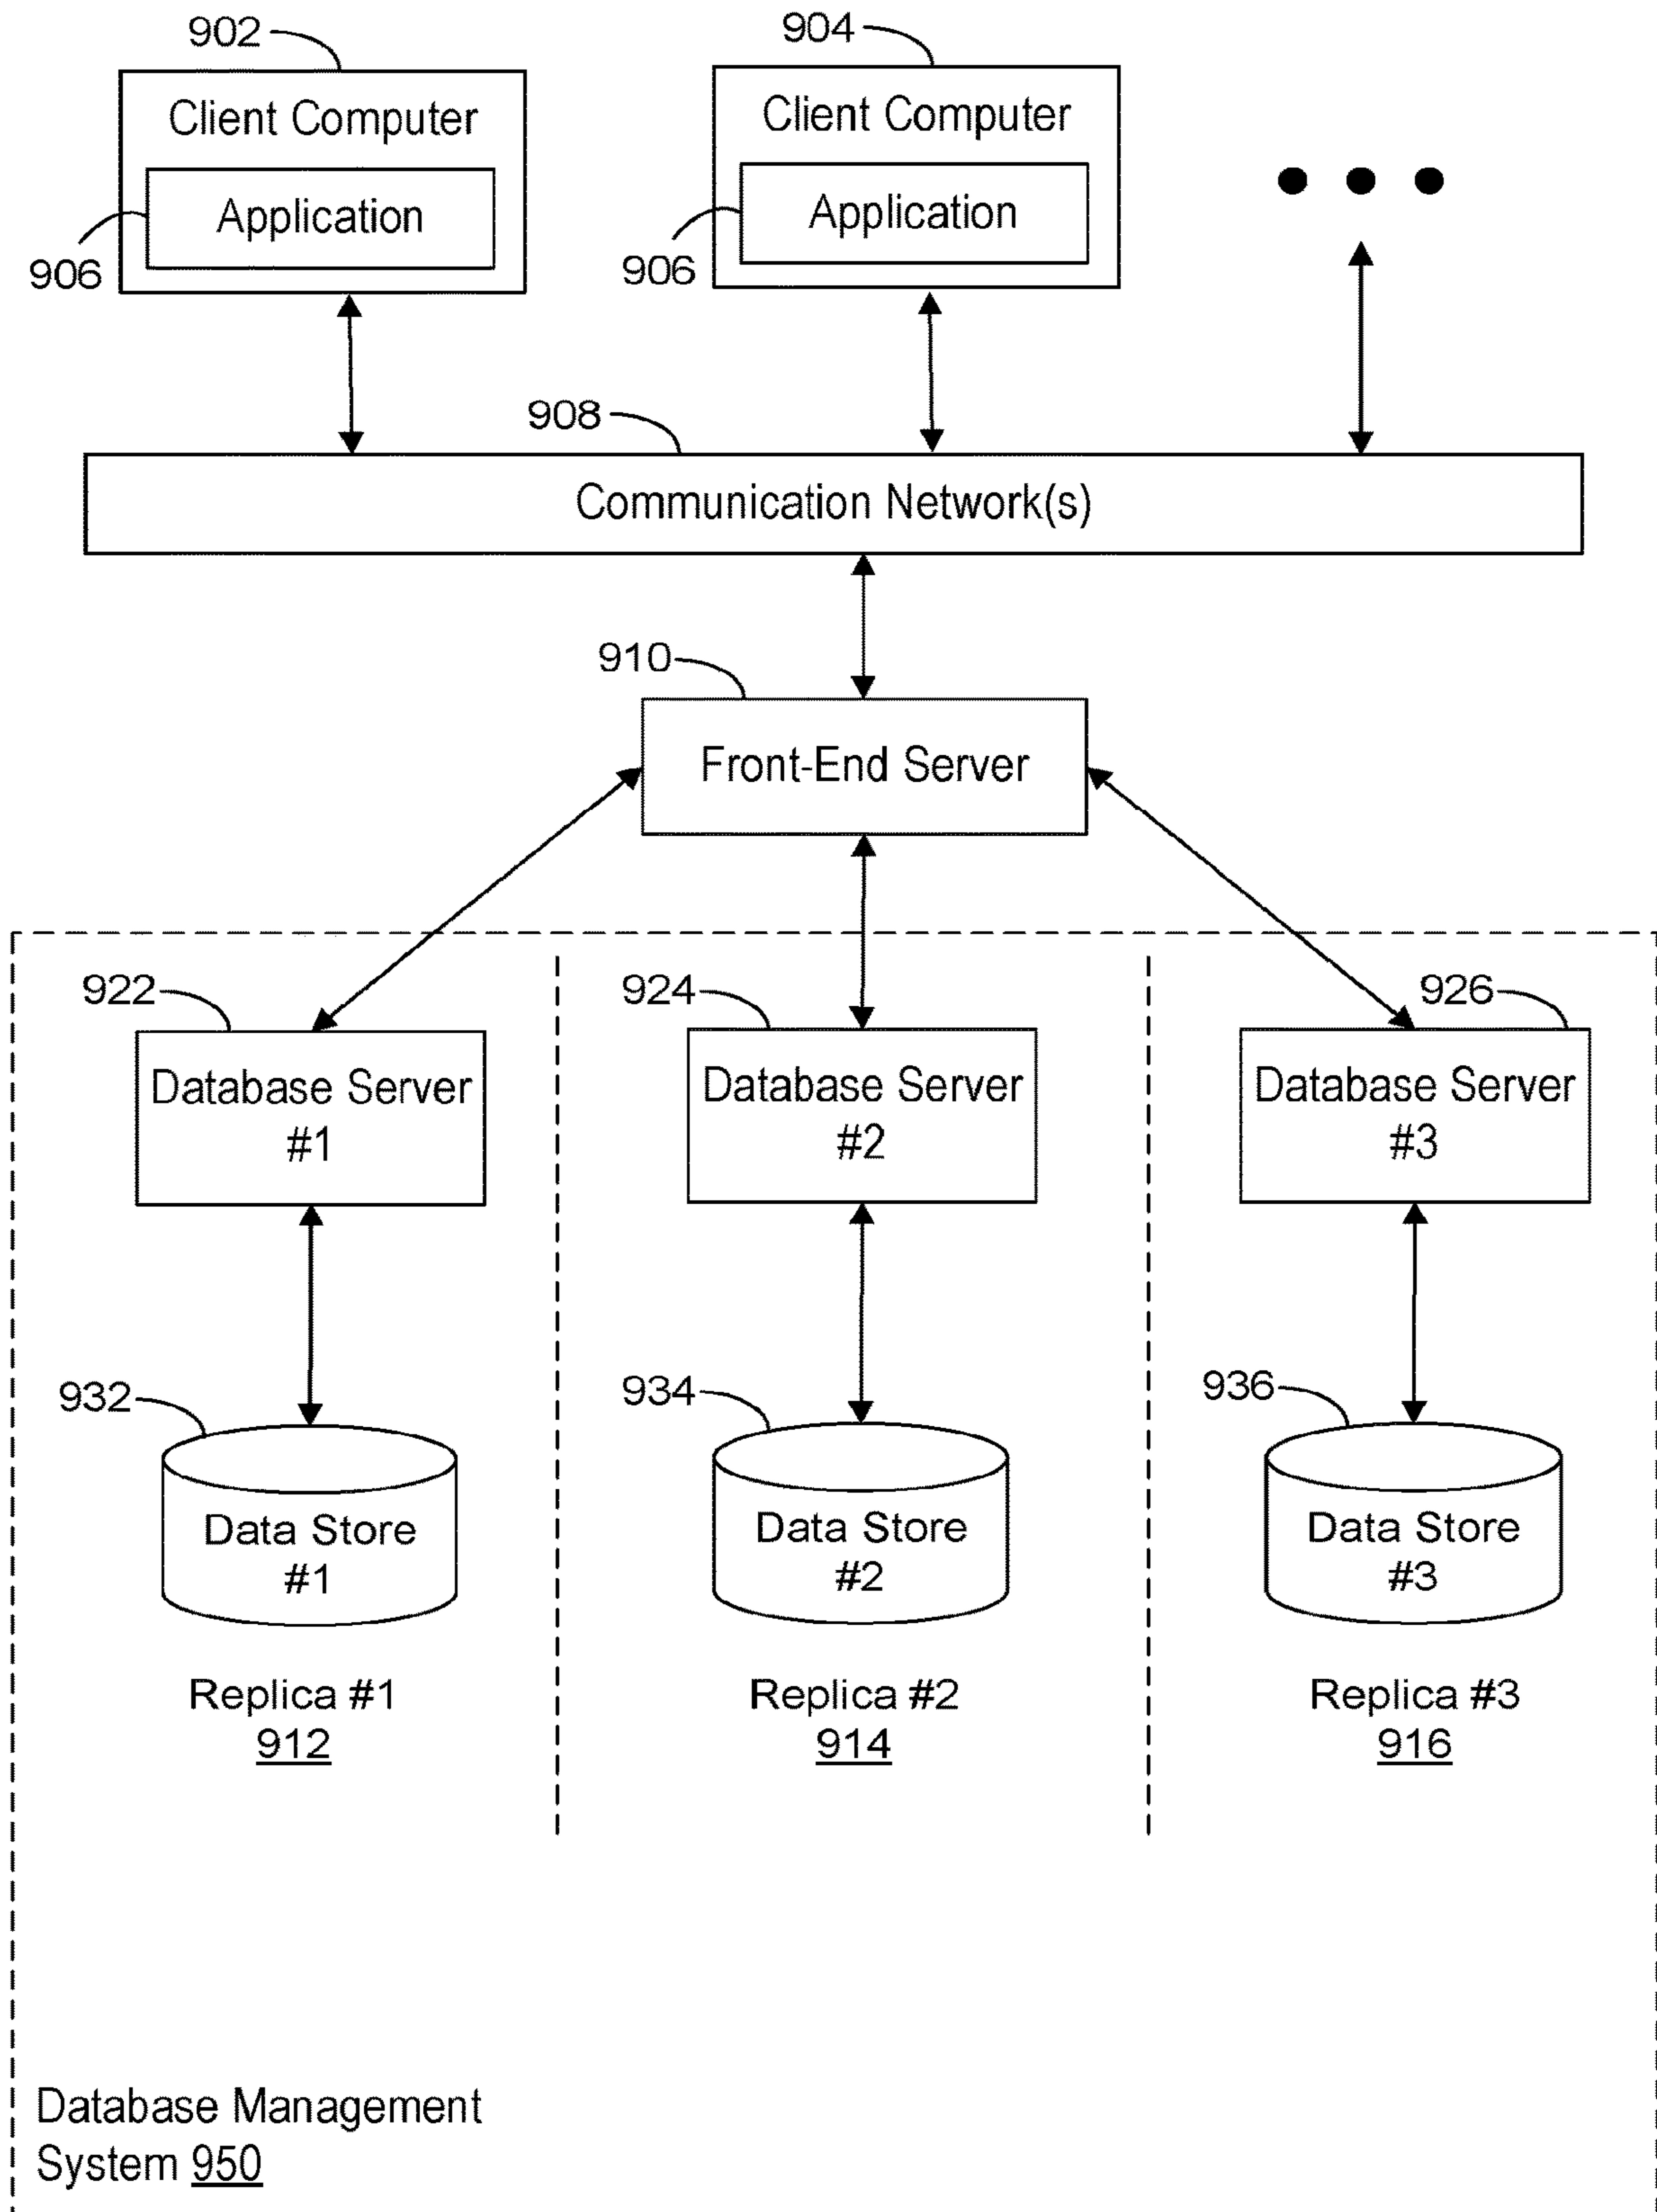 902
904
Client Computer
Client Computer
Application
Application
906
906
908
Communication Network(s)
910
Front-End Server
922
924
926
Database Server
#1
Database Server
#2
Database Server
#3
932
934
936
Data Store
#1
Data Store
#2
Data Store
#3
Replica #1
912
Replica #2
914
Replica #3
916
Database Management
System 950